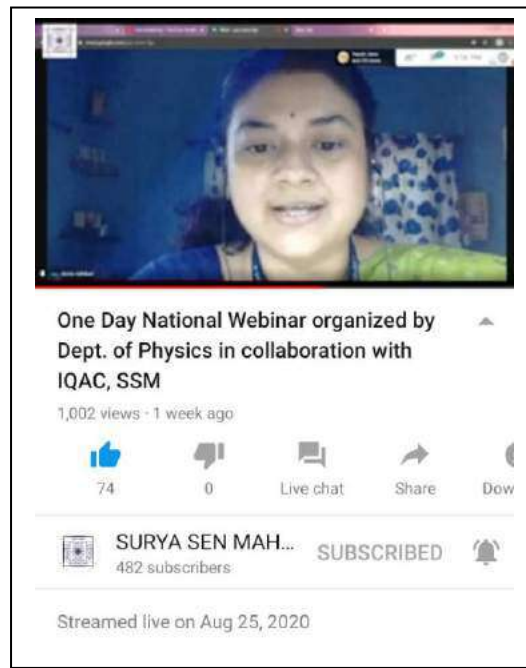 One Day National Webinar organized by
Dept. of Physics in collaboration with
IQAC, SSM
1,002 views · 1 week ago
74
0
Live chat
Share
Dow
SURYA SEN MAH...
SUBSCRIBED
482 subscribers
Streamed live on Aug 25, 2020